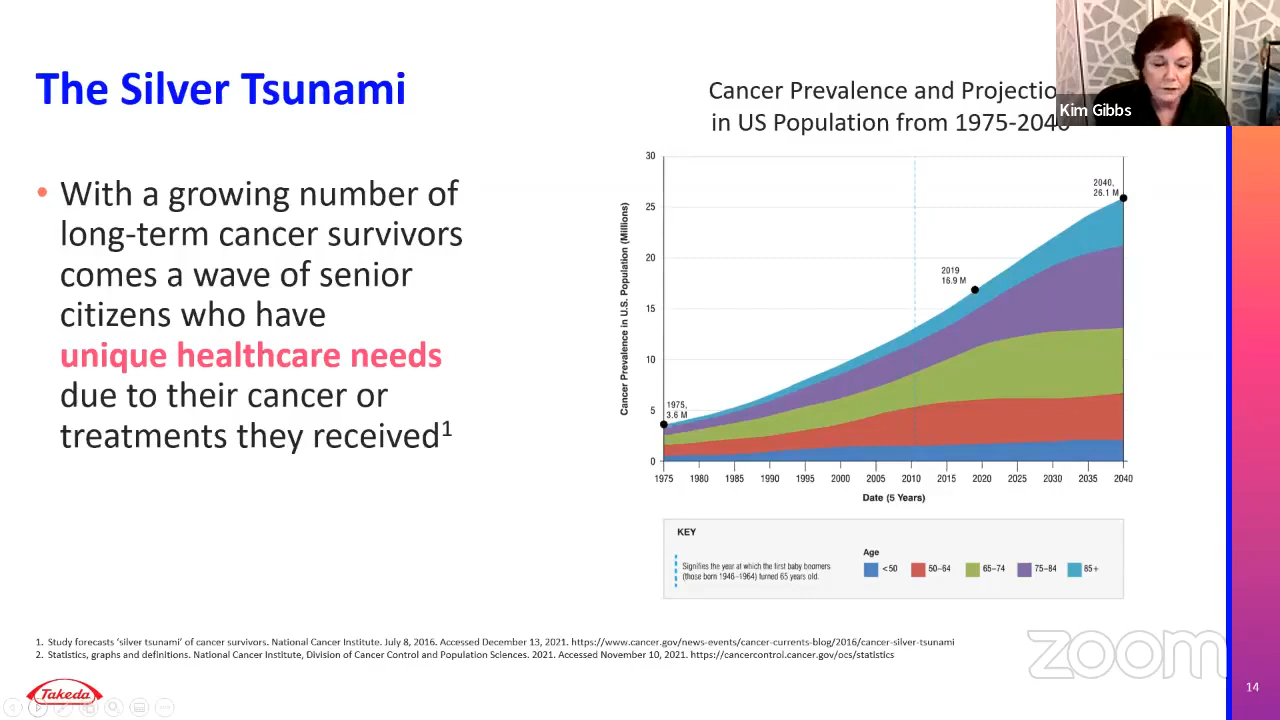 The Silver Tsunami
• With a growing number of
long-term cancer survivors
comes a wave of senior
citizens who have
unique healthcare needs
due to their cancer or
treatments they received1
Cancer Prevalence and Projectio
in US Population from 1975-2040
Kim Gibbs
Cancer Prevalence in U.S. Population (Millions)
30
25
20
15
10
5
0
1975,
3.6 M
2019
16.9 M
2040,
26.1 M
1975 1980 1985 1990 1995 2000 2005 2010 2015 2020 2025 2030 2035 2040
Date (5 Years)
KEY
Signifies the year at which the first baby boomers
(those born 1946–1964) turned 65 years old.
Age
<50 50–64 65–74 75–84 85+
1. Study forecasts ‘silver tsunami’ of cancer survivors. National Cancer Institute. July 8, 2016. Accessed December 13, 2021. https://www.cancer.gov/news-events/cancer-currents-blog/2016/cancer-silver-tsunami
2. Statistics, graphs and definitions. National Cancer Institute, Division of Cancer Control and Population Sciences. 2021. Accessed November 10, 2021. https://cancercontrol.cancer.gov/ocs/statistics
Takeda
zoom
14